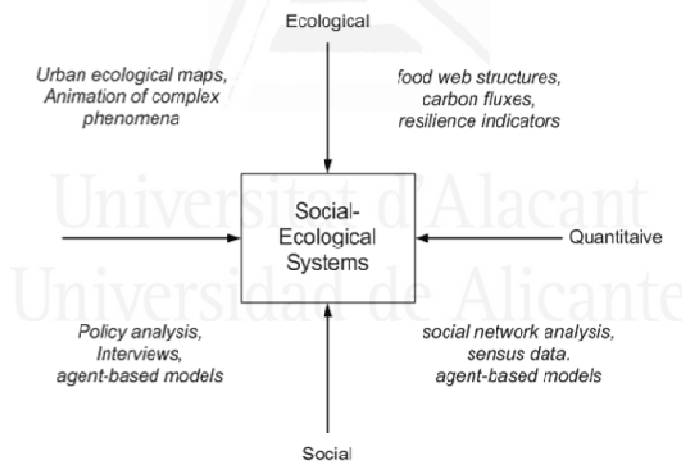 Ecological
Urban ecological maps,
Animation of complex
phenomena
food web structures,
carbon fluxes,
resilience indicators
Universitat d'Alacant
Universidad de Alicante
Social-
Ecological
Systems
Quantitaive
Policy analysis,
Interviews,
agent-based models
social network analysis,
sensus data.
agent-based models
Social